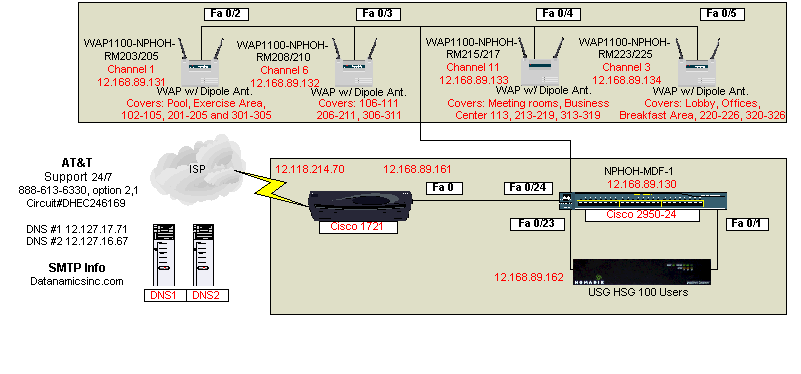 Fa 0/2
Fa 0/3
Fa 0/4
Fa 0/5
WAP1100-NPHOH-
RM203/205
Channel 1
12.168.89.131
WAP w/ Dipole Ant.
Covers: Pool, Exercise Area,
102-105, 201-205 and 301-305
WAP1100-NPHOH-
RM208/210
Channel 6
12.168.89.132
WAP w/ Dipole Ant.
Covers: 106-111
206-211, 306-311
WAP1100-NPHOH-
RM215/217
Channel 11
12.168.89.133
WAP w/ Dipole Ant.
Covers: Meeting rooms, Business
Center 113, 213-219, 313-319
WAP1100-NPHOH-
RM223/225
Channel 3
12.168.89.134
WAP w/ Dipole Ant.
Covers: Lobby, Offices,
Breakfast Area, 220-226, 320-326
AT&T
Support 24/7
888-613-6330, option 2,1
Circuit#DHEC246169
DNS #1 12.127.17.71
DNS #2 12.127.16.67
SMTP Info
Datanamicsinc.com
ISP
DNS1
DNS2
12.118.214.70
12.168.89.161
Cisco 1721
Fa 0
Fa 0/24
NPHOH-MDF-1
12.168.89.130
Cisco 2950-24
Fa 0/23
Fa 0/1
12.168.89.162
NOMADIX
USG HSG 100 Users